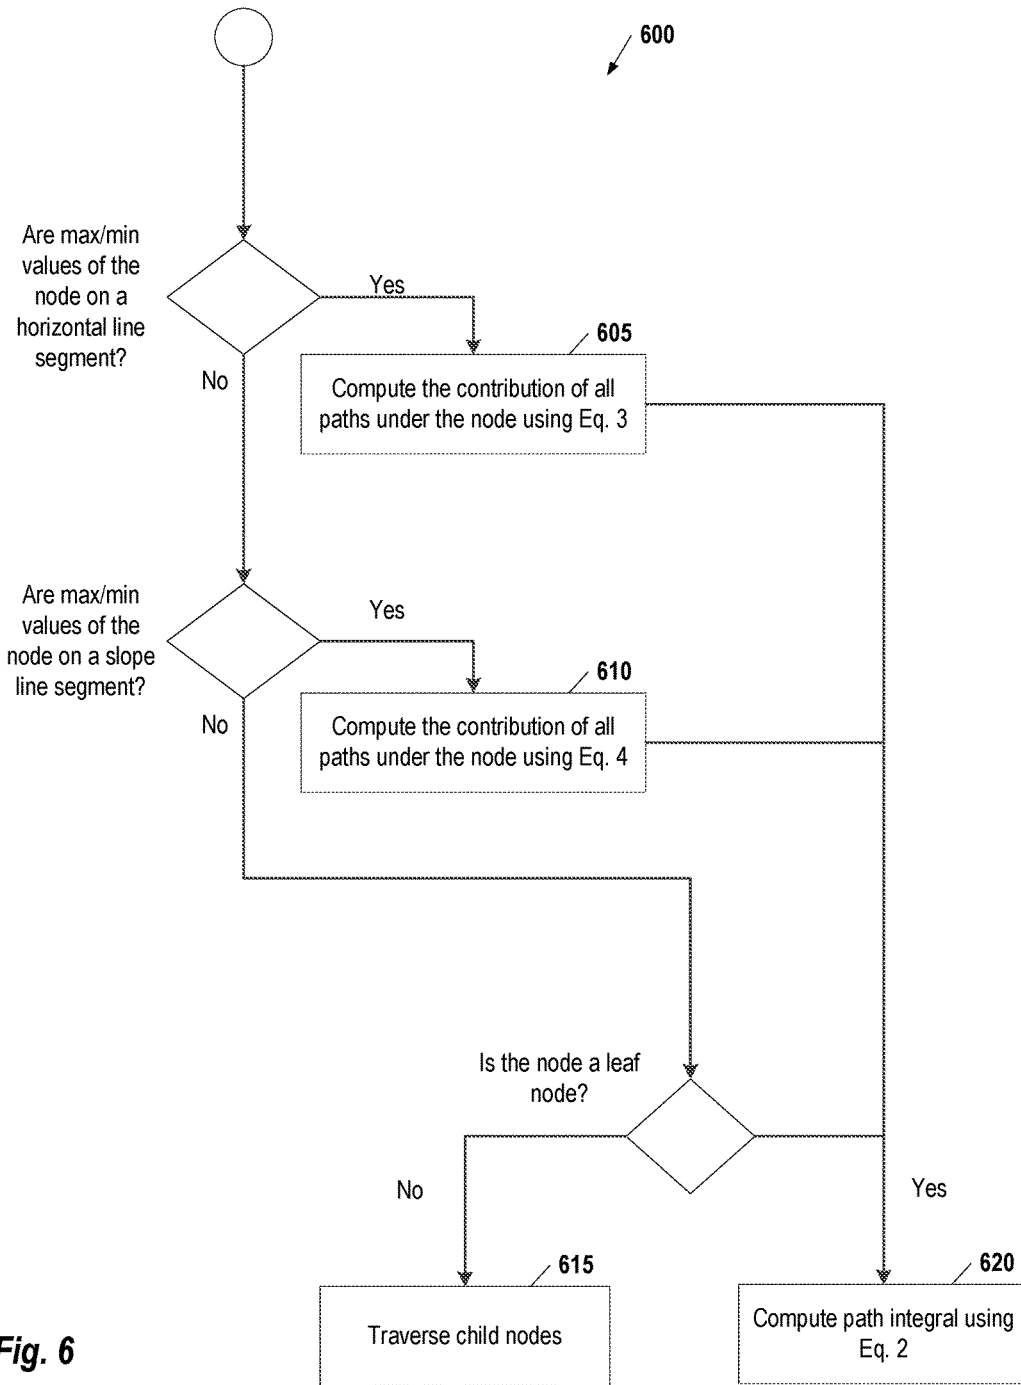 600
Are max/min
values of the
node on a
horizontal line
segment?
Yes
No
605
Compute the contribution of all
paths under the node using Eq. 3
Are max/min
values of the
node on a slope
line segment?
Yes
No
610
Compute the contribution of all
paths under the node using Eq. 4
Is the node a leaf
node?
No
Yes
615
Traverse child nodes
620
Compute path integral using
Eq. 2
Fig. 6